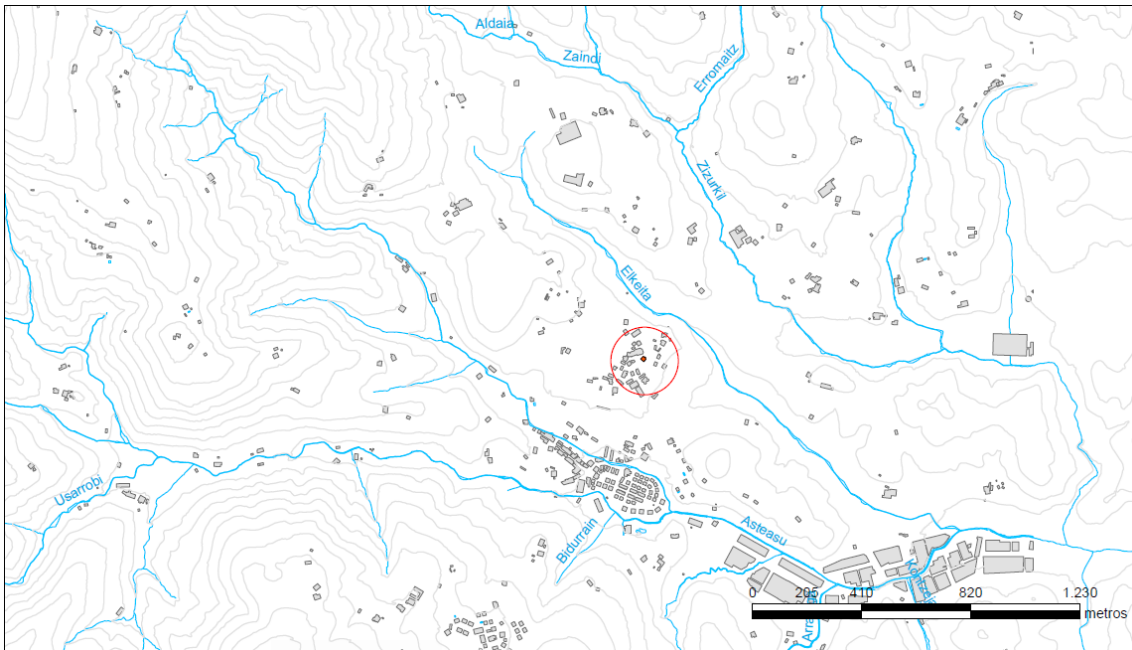 Aldaia
Zaindi
Erromaitz
Zizurkil
Elkeita
Usarrobi
Bidurrain
Asteasu
0 205 410 820 1.230
metros